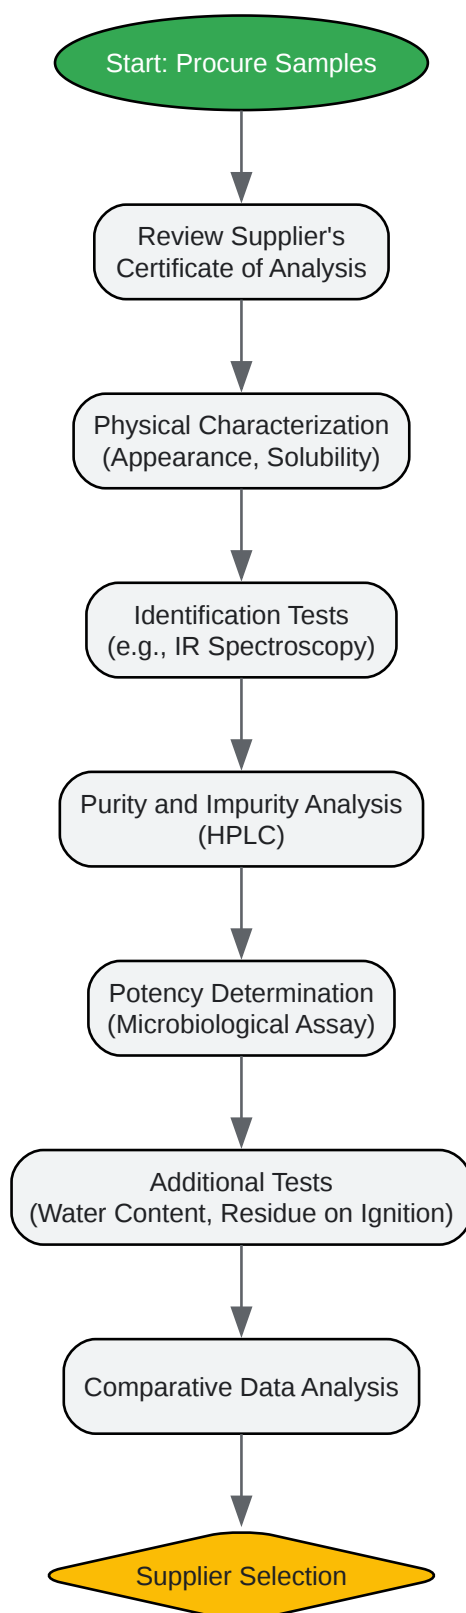 Start: Procure Samples
Review Supplier's
Certificate of Analysis
Physical Characterization
(Appearance, Solubility)
Identification Tests
(e.g., IR Spectroscopy)
Purity and Impurity Analysis
(HPLC)
Potency Determination
(Microbiological Assay)
Additional Tests
(Water Content, Residue on Ignition)
Comparative Data Analysis
Supplier Selection